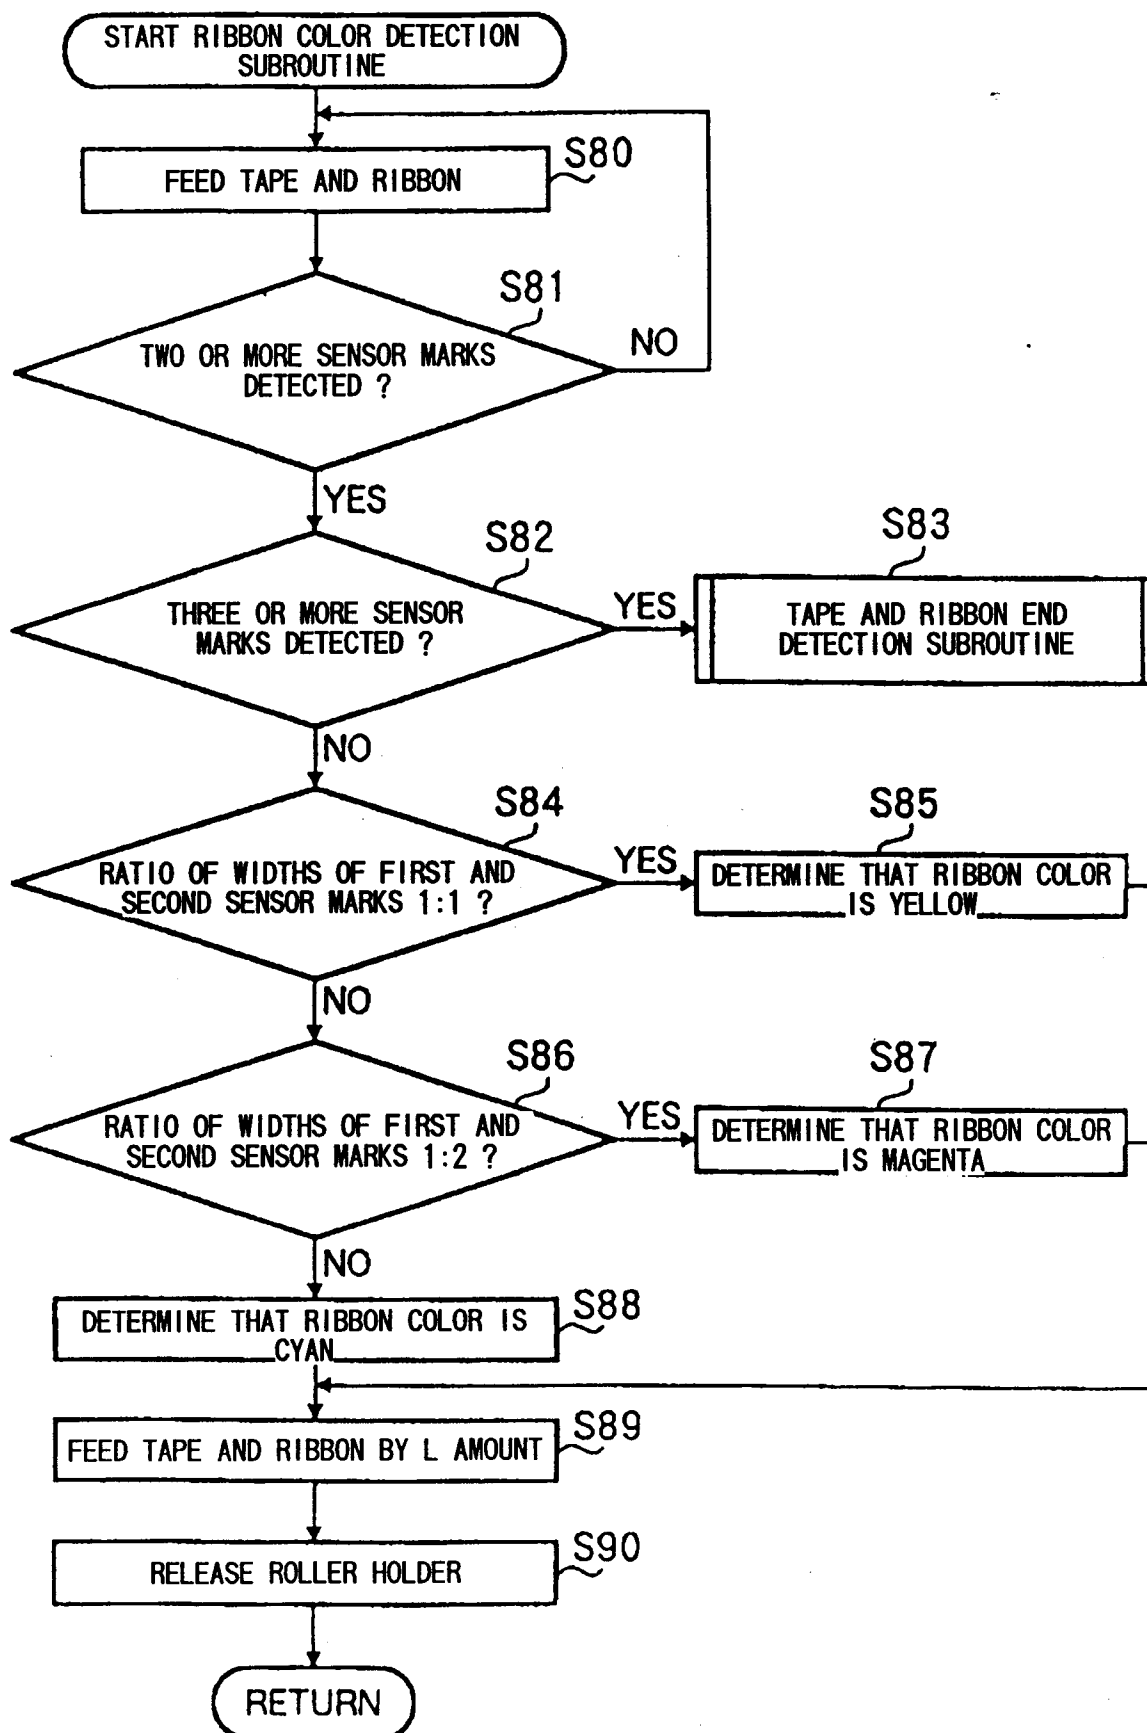 START RIBBON COLOR DETECTION
SUBROUTINE
S80
FEED TAPE AND RIBBON
S81
TWO OR MORE SENSOR MARKS
DETECTED ?
NO
YES
S82
THREE OR MORE SENSOR
MARKS DETECTED ?
YES
S83
TAPE AND RIBBON END
DETECTION SUBROUTINE
NO
S84
RATIO OF WIDTHS OF FIRST AND
SECOND SENSOR MARKS 1:1 ?
YES
S85
DETERMINE THAT RIBBON COLOR
IS YELLOW
NO
S86
RATIO OF WIDTHS OF FIRST AND
SECOND SENSOR MARKS 1:2 ?
YES
S87
DETERMINE THAT RIBBON COLOR
IS MAGENTA
NO
S88
DETERMINE THAT RIBBON COLOR IS
CYAN
S89
FEED TAPE AND RIBBON BY L AMOUNT
S90
RELEASE ROLLER HOLDER
RETURN